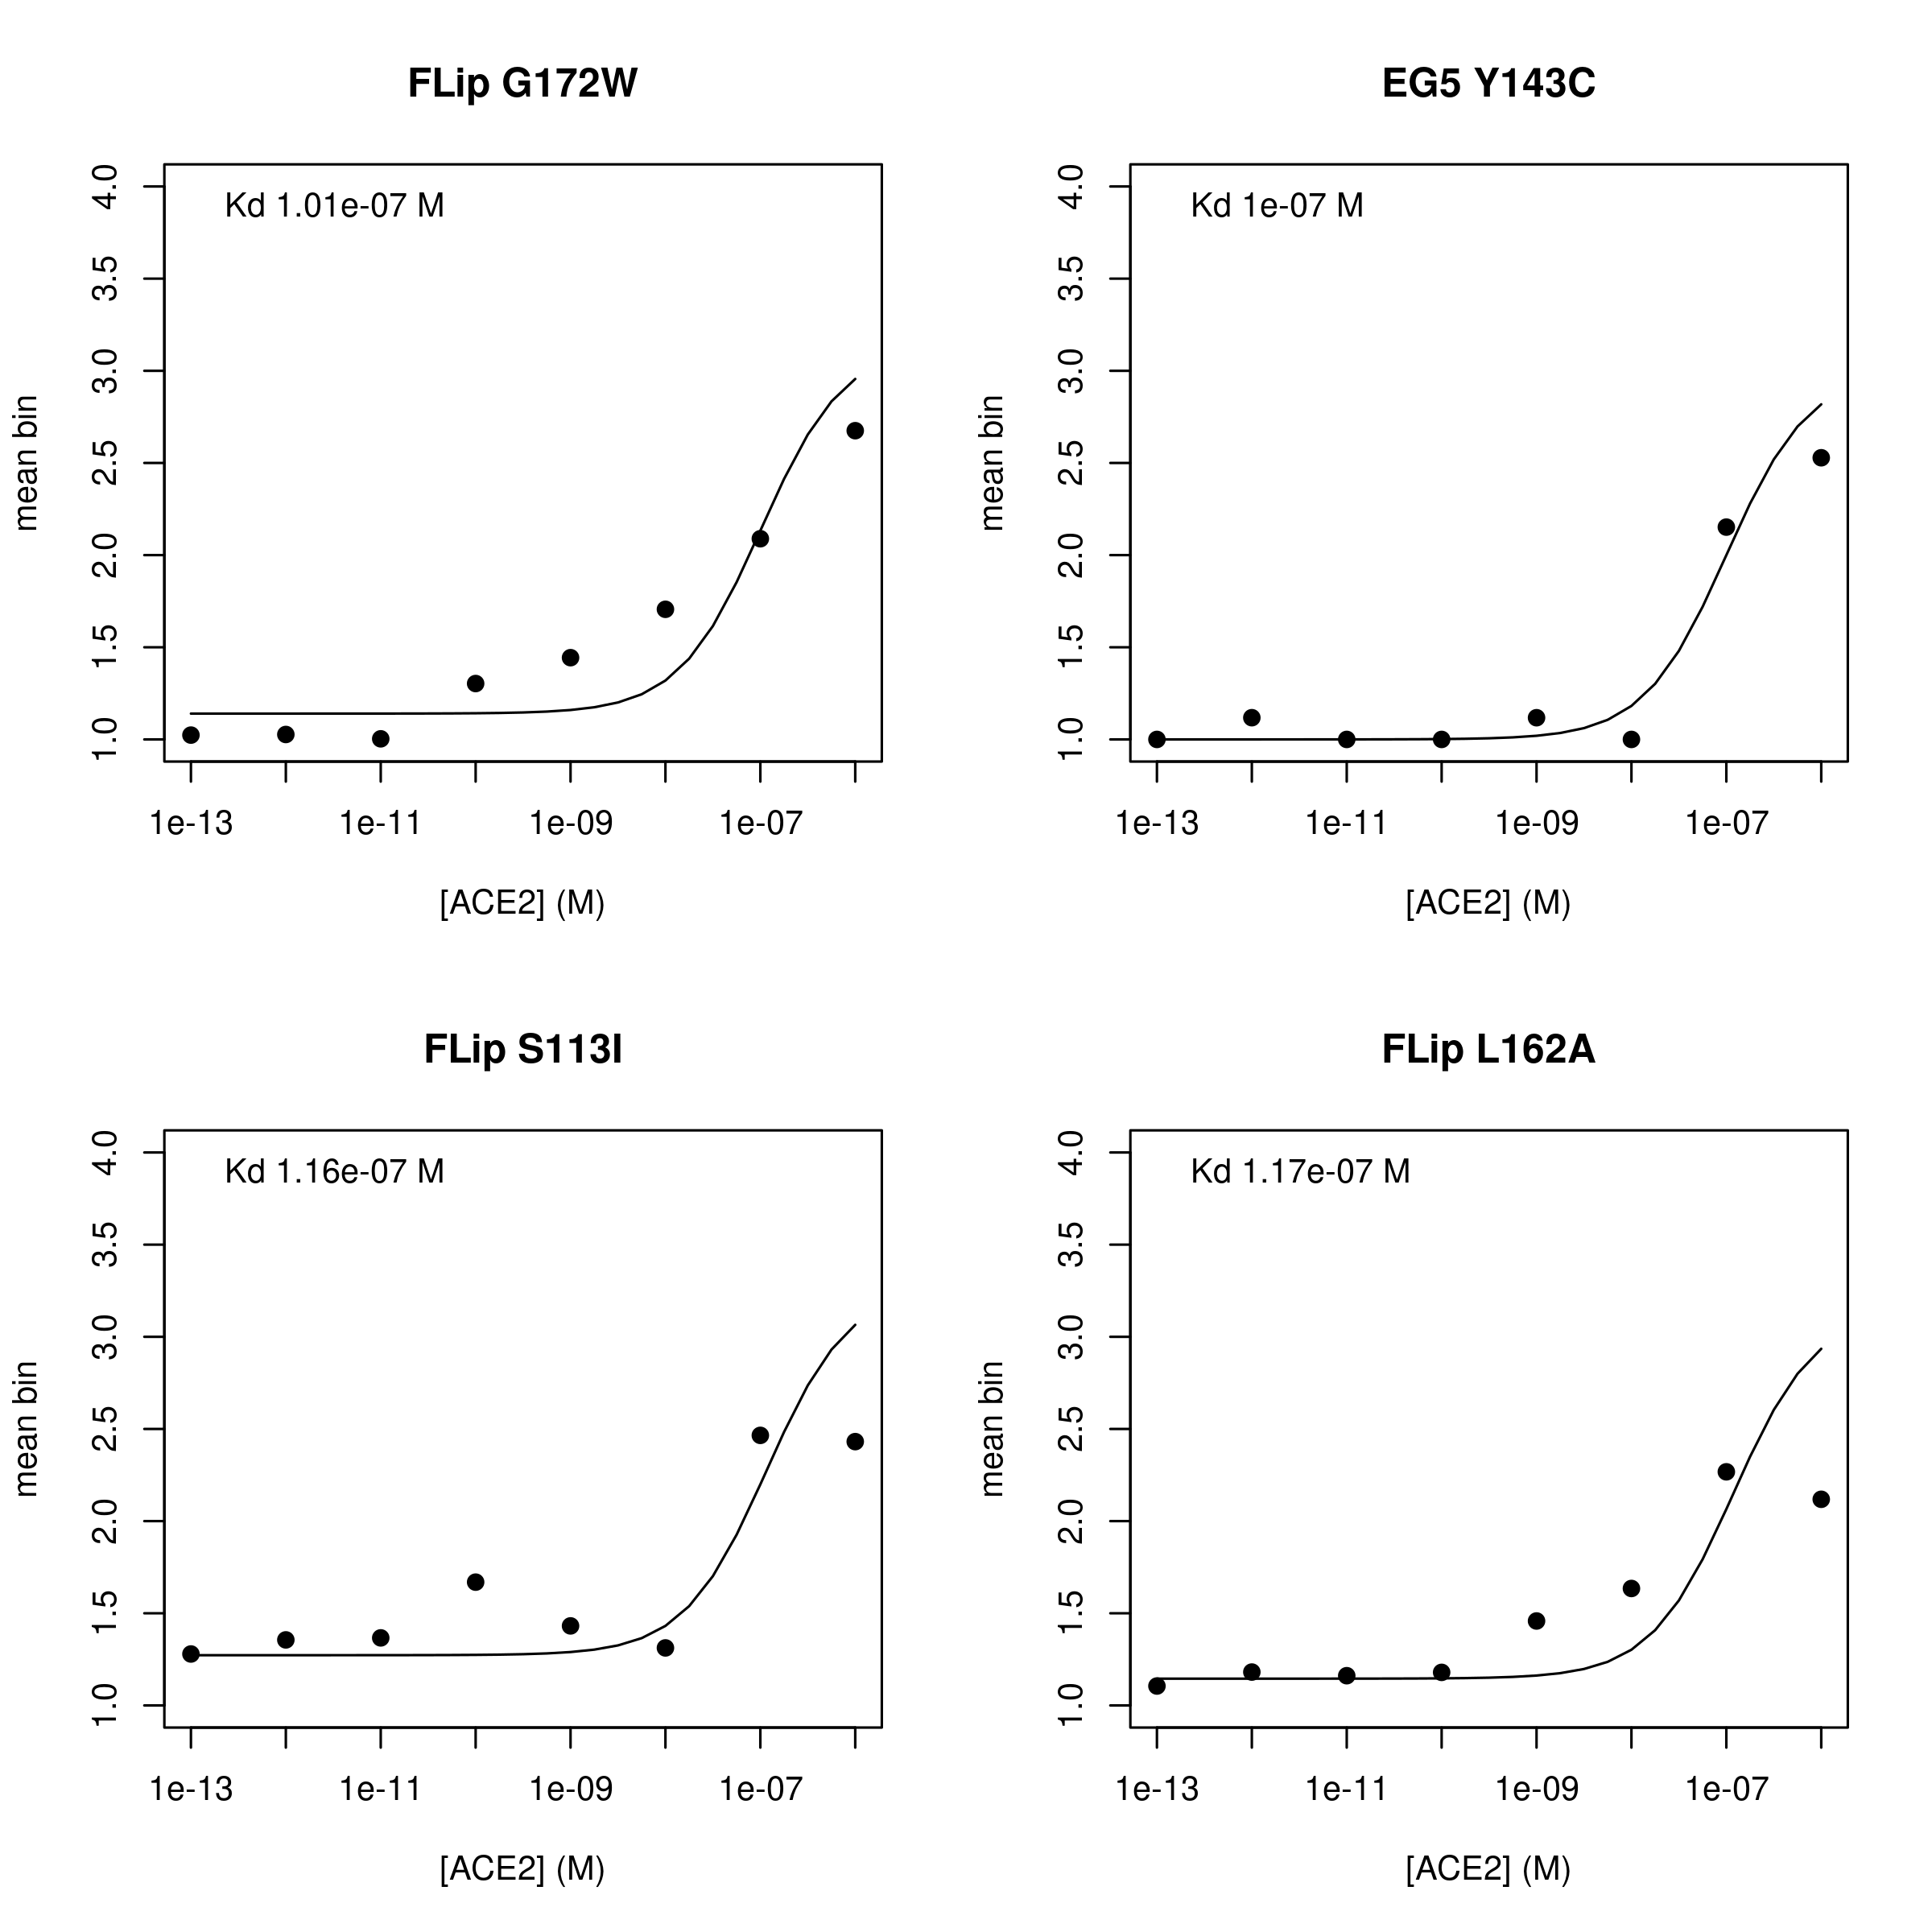 FLip G172W
Kd 1.01e-07 M
mean bin
4.0
3.5
3.0
2.5
2.0
1.5
1.0
1e-13 1e-11 1e-09 1e-07
[ACE2] (M)
EG5 Y143C
Kd 1e-07 M
mean bin
4.0
3.5
3.0
2.5
2.0
1.5
1.0
1e-13 1e-11 1e-09 1e-07
[ACE2] (M)
FLip S113I
Kd 1.16e-07 M
mean bin
4.0
3.5
3.0
2.5
2.0
1.5
1.0
1e-13 1e-11 1e-09 1e-07
[ACE2] (M)
FLip L162A
Kd 1.17e-07 M
mean bin
4.0
3.5
3.0
2.5
2.0
1.5
1.0
1e-13 1e-11 1e-09 1e-07
[ACE2] (M)